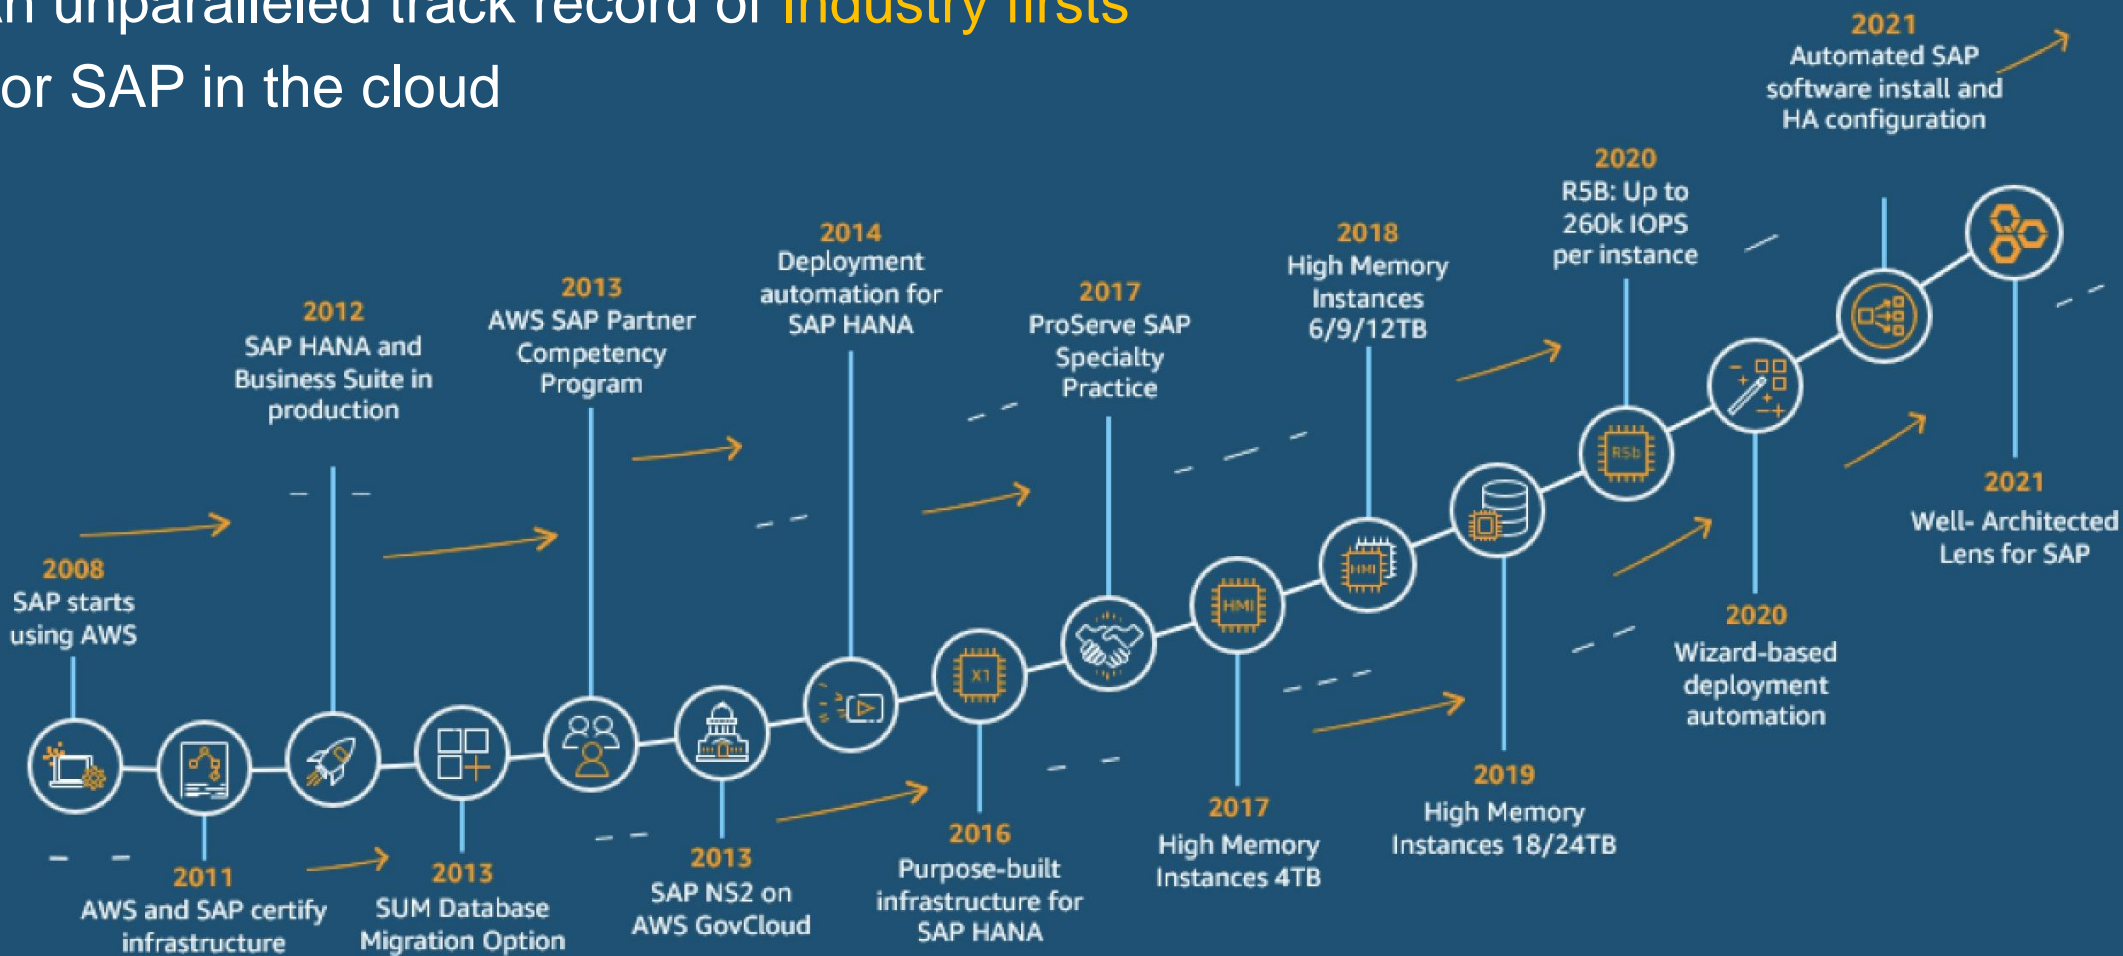 n unparalleled track record of Industry firsts
or SAP in the cloud
2008
SAP starts
using AWS
2011
AWS and SAP certify
infrastructure
2012
SAP HANA and
Business Suite in
production
2013
SUM Database
Migration Option
2013
AWS SAP Partner
Competency
Program
2013
SAP NS2 on
AWS GovCloud
2014
Deployment
automation for
SAP HANA
X1
2016
Purpose-built
infrastructure for
SAP HANA
2017
ProServe SAP
Specialty
Practice
HMI
2017
High Memory
Instances 4TB
2018
High Memory
Instances
6/9/12TB
HMI
2019
High Memory
Instances 18/24TB
2020
R5B: Up to
260k IOPS
per instance
R5b
2020
Wizard-based
deployment
automation
2021
Automated SAP
software install and
HA configuration
2021
Well- Architected
Lens for SAP